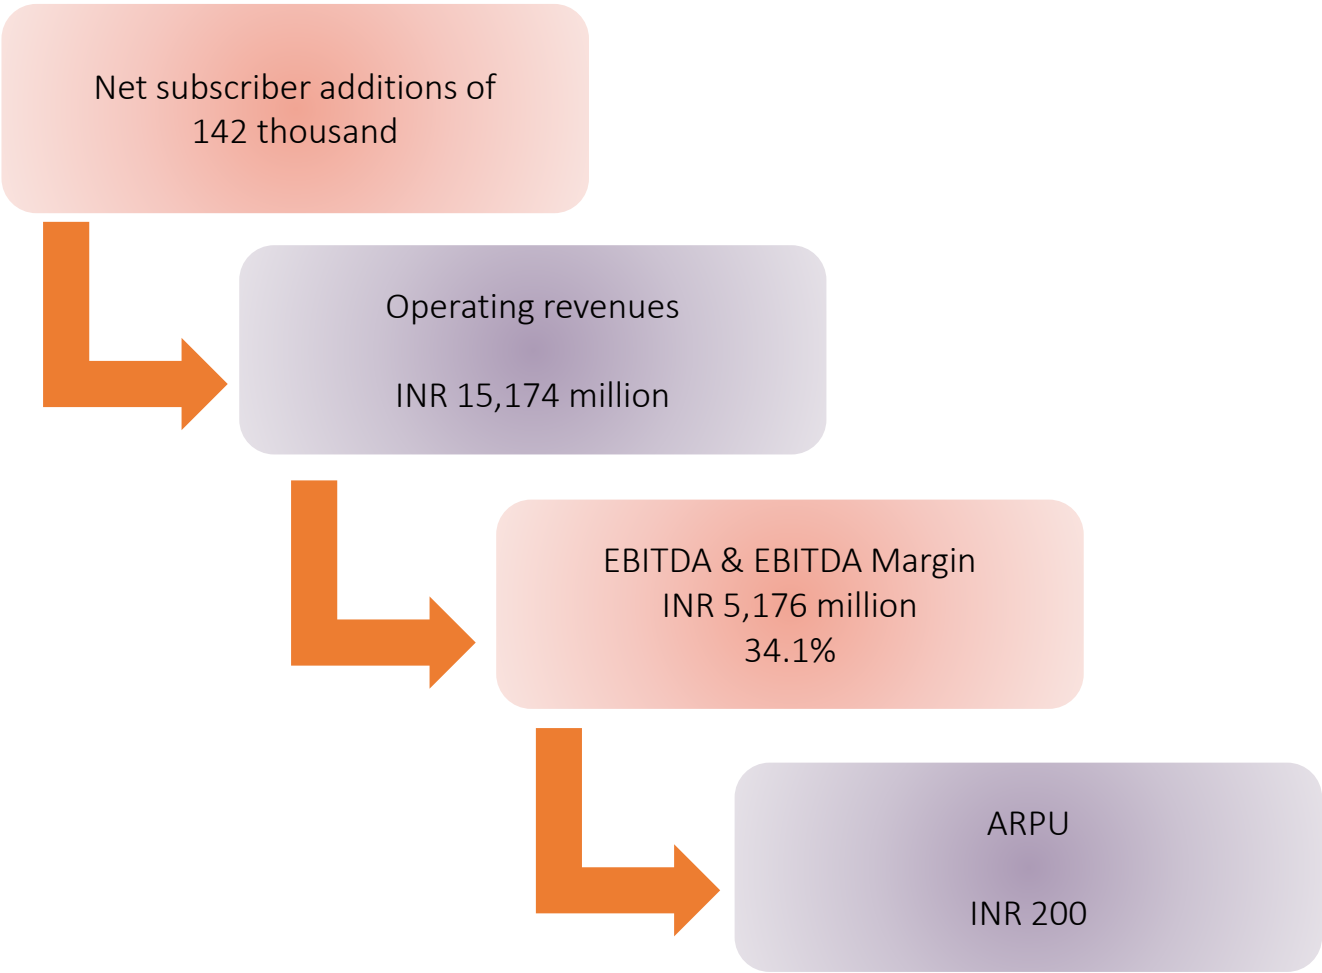 Net subscriber additions of
142 thousand
Operating revenues
INR 15,174 million
EBITDA & EBITDA Margin
INR 5,176 million
34.1%
ARPU
INR 200